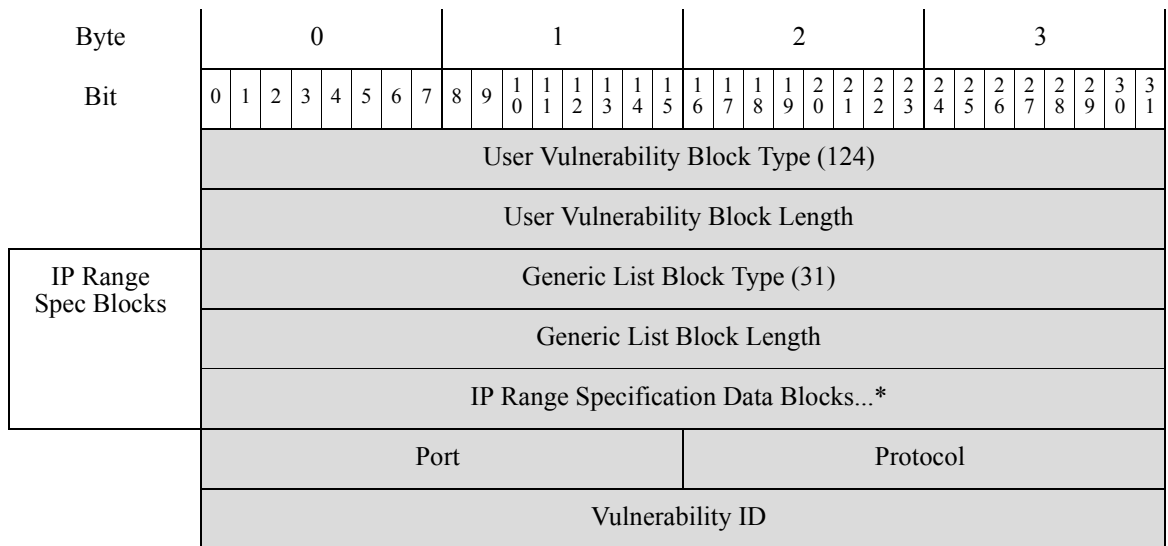 Byte 0 1 2 3
Bit 0 1 2 3 4 5 6 7 8 9 10 11 12 13 14 15 16 17 18 19 20 21 22 23 24 25 26 27 28 29 30 31
User Vulnerability Block Type (124)
User Vulnerability Block Length
IP Range
Spec Blocks
Generic List Block Type (31)
Generic List Block Length
IP Range Specification Data Blocks...*
Port Protocol
Vulnerability ID